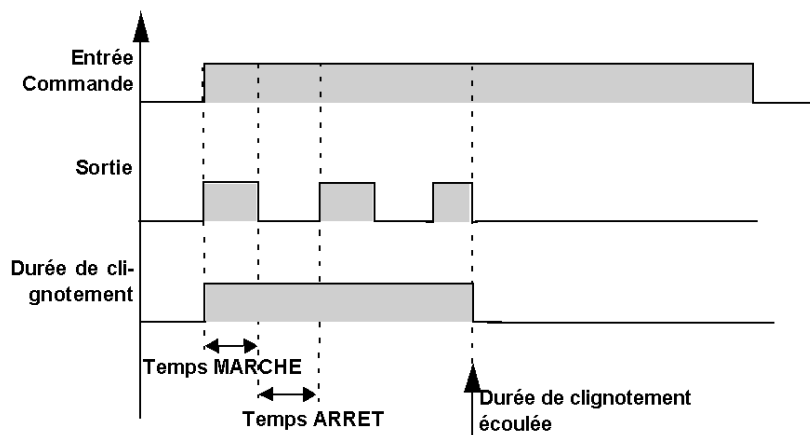 Entrée
Commande
Sortie
Durée de cli-
gnotement
Temps MARCHE
Temps ARRET
Durée de clignotement
écoulée